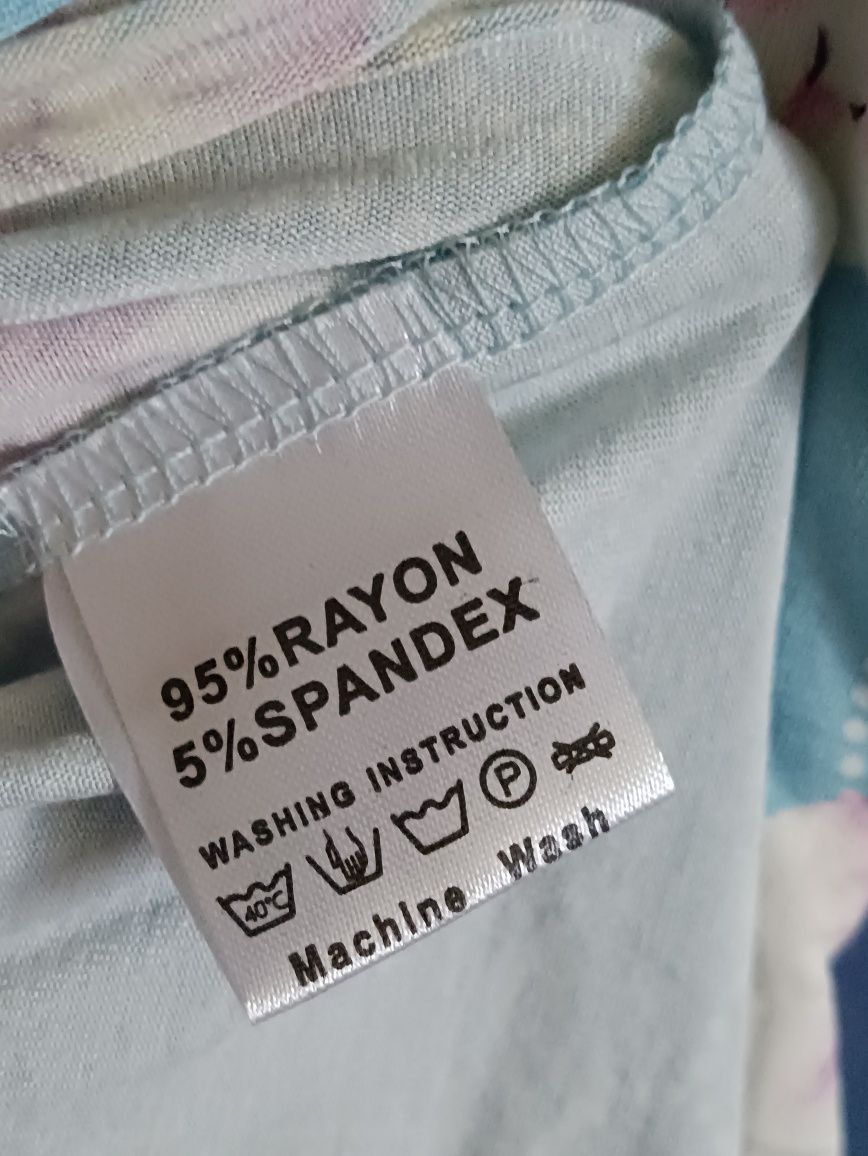 95%RAYON
5%SPANDEX
WASHING INSTRUCTION
40°C P
Machine Wash